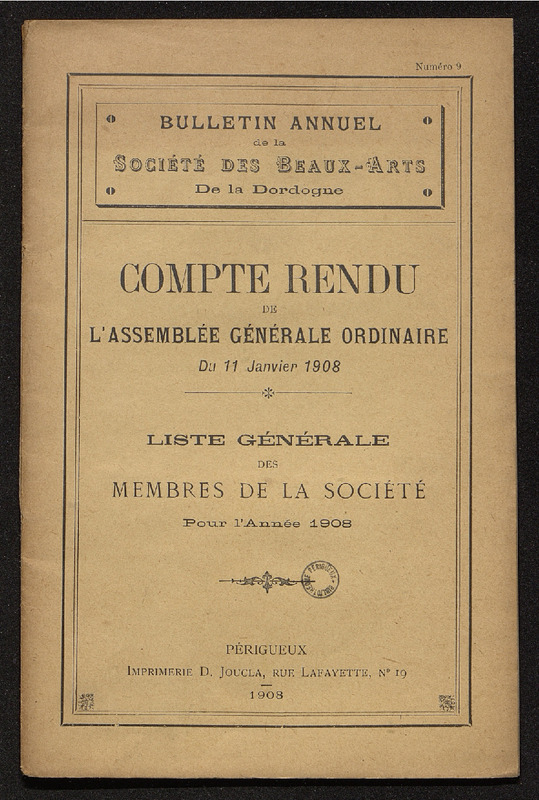 Numéro 9
BULLETIN ANNUEL
de la
SOCIÉTÉ DES BEAUX-ARTS
De la Dordogne
COMPTE RENDU
DE
L'ASSEMBLÉE GÉNÉRALE ORDINAIRE
Du 11 Janvier 1908
LISTE GÉNÉRALE
DES
MEMBRES DE LA SOCIÉTÉ
Pour l'Année 1908
PÉRIGUEUX
IMPRIMERIE D. JOUCLA, RUE LAFAYETTE, N° 19
1908